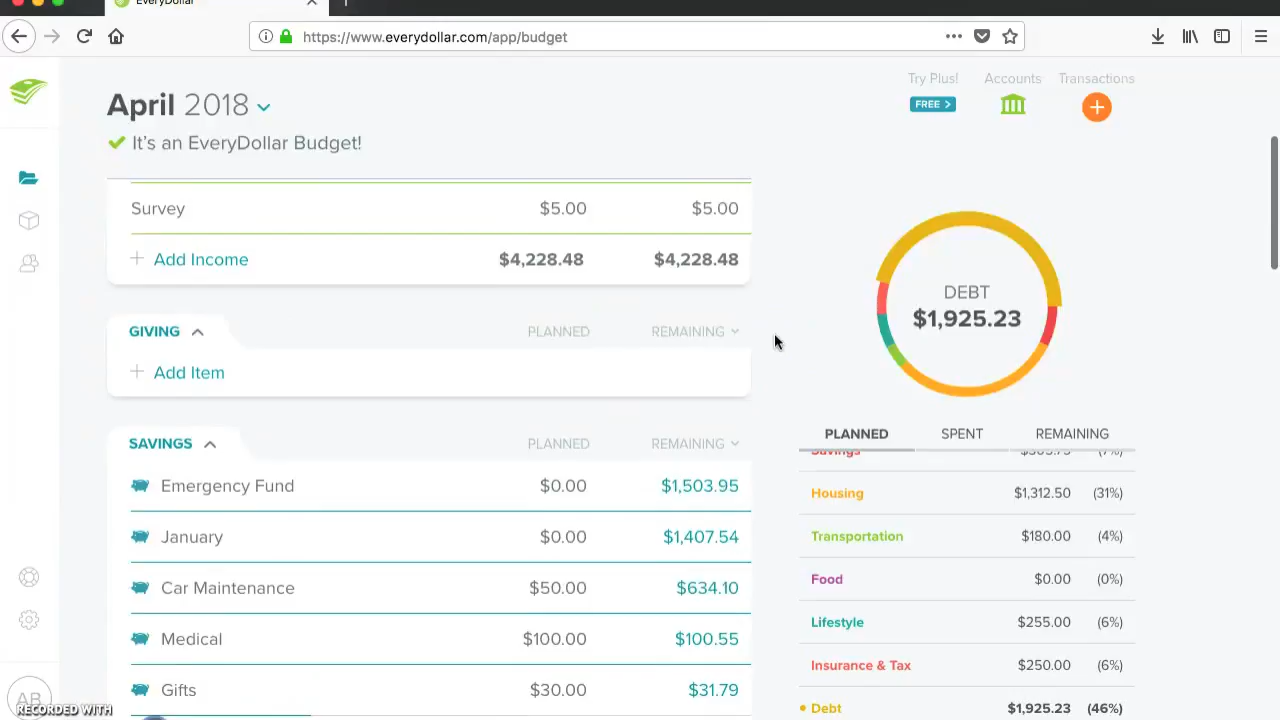 EveryDollar
https://www.everydollar.com/app/budget
April 2018
It's an EveryDollar Budget!
Try Plus! Accounts Transactions
FREE >
Survey $5.00 $5.00
Add Income $4,228.48 $4,228.48
GIVING PLANNED REMAINING
Add Item
SAVINGS PLANNED REMAINING
Emergency Fund $0.00 $1,503.95
January $0.00 $1,407.54
Car Maintenance $50.00 $634.10
Medical $100.00 $100.55
Gifts $30.00 $31.79
DEBT
$1,925.23
PLANNED SPENT REMAINING
Savings (7%)
Housing $1,312.50 (31%)
Transportation $180.00 (4%)
Food $0.00 (0%)
Lifestyle $255.00 (6%)
Insurance & Tax $250.00 (6%)
Debt $1,925.23 (46%)
AB
RECORDED WITH